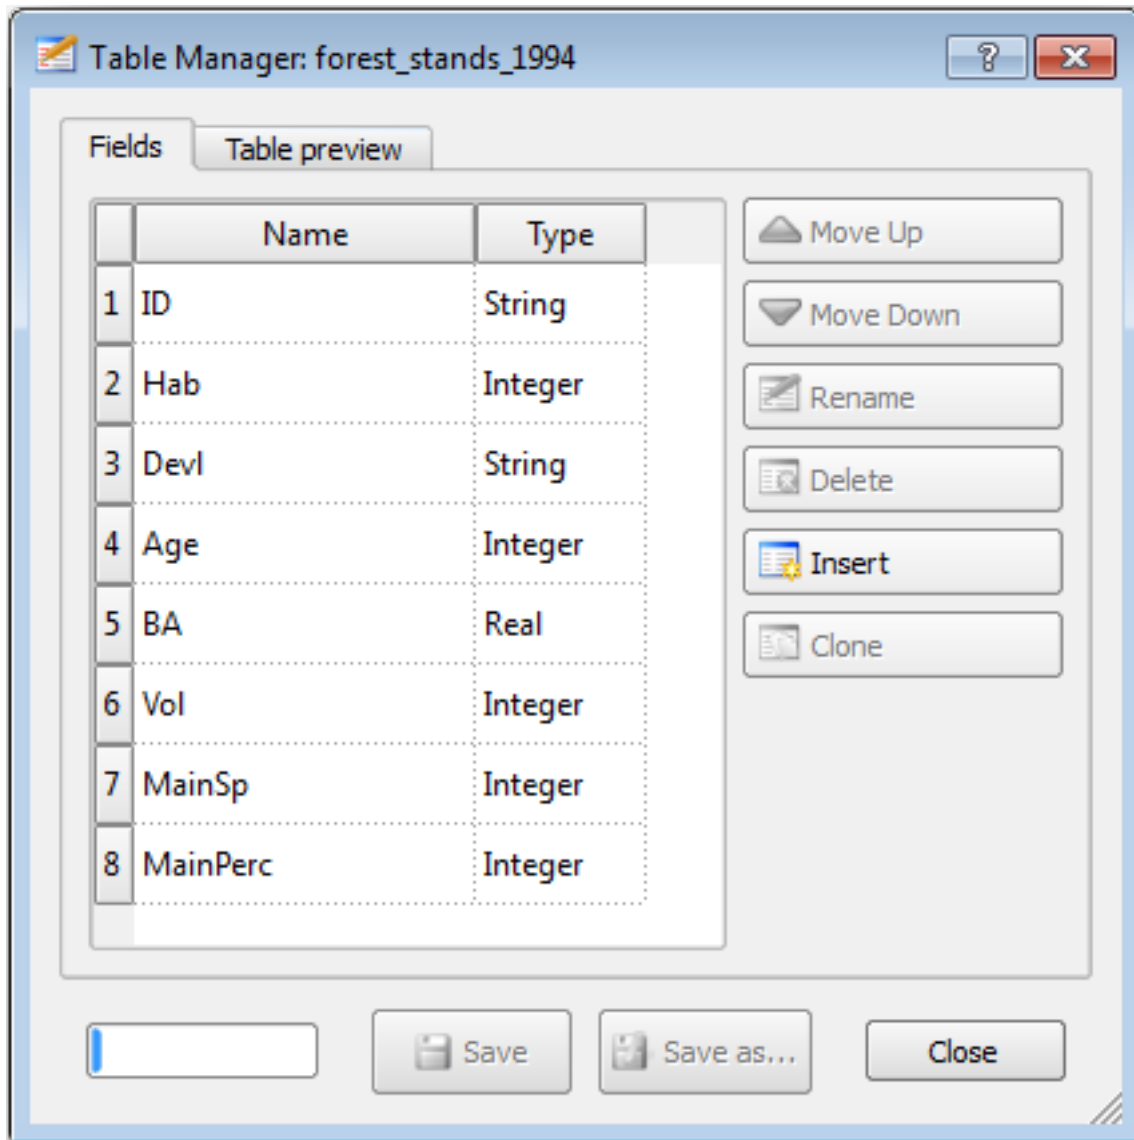 Table Manager: forest_stands_1994
Fields Table preview
Name Type
1 ID String
2 Hab Integer
3 Devl String
4 Age Integer
5 BA Real
6 Vol Integer
7 MainSp Integer
8 MainPerc Integer
Move Up
Move Down
Rename
Delete
Insert
Clone
Save Save as... Close